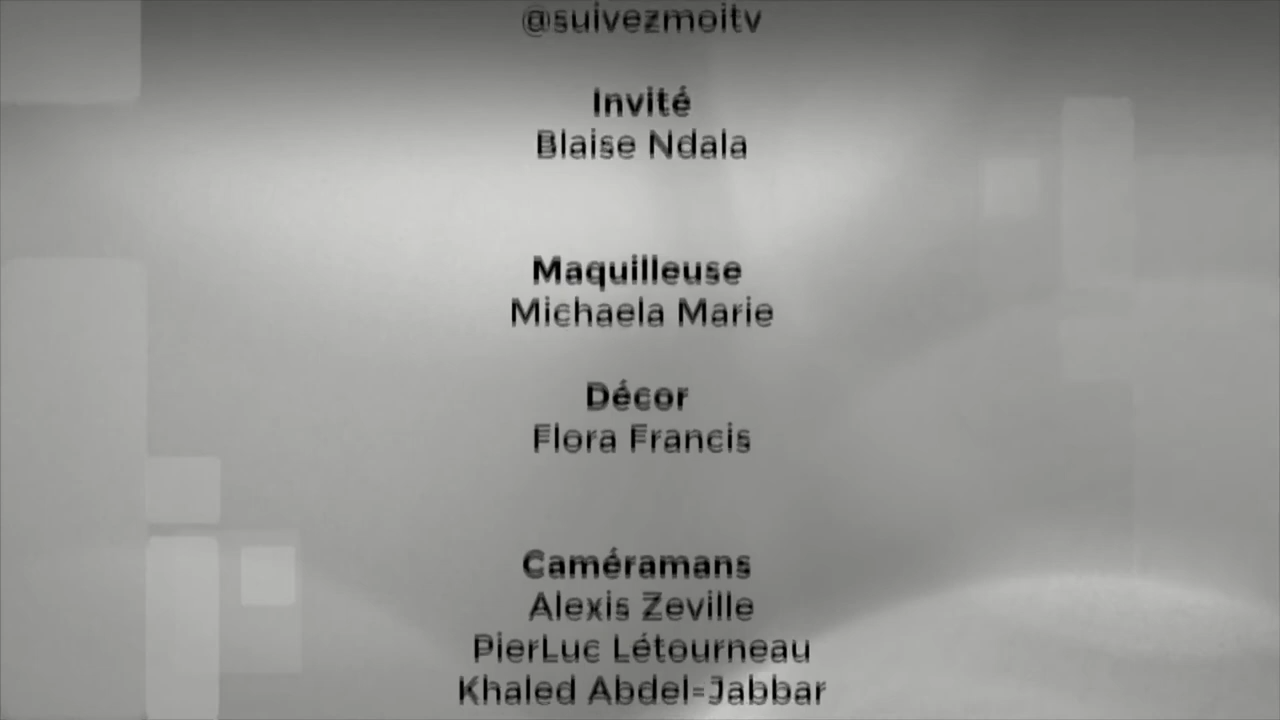 @suivezmoitv
Invité
Blaise Ndala
Maquilleuse
Michaela Marie
Décor
Flora Francis
Caméramans
Alexis Zeville
PierLuc Létourneau
Khaled Abdel-Jabbar